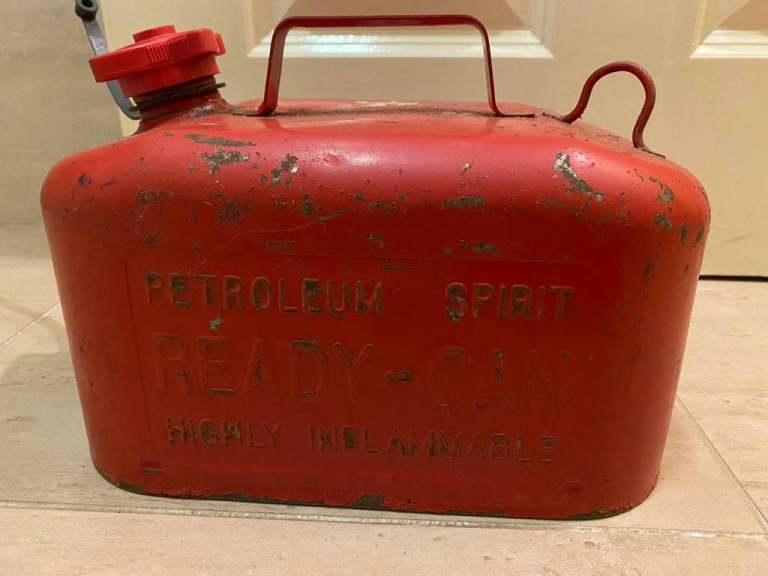 PETROLEUM SPIRIT
READY-CAN
HIGHLY INFLAMMABLE